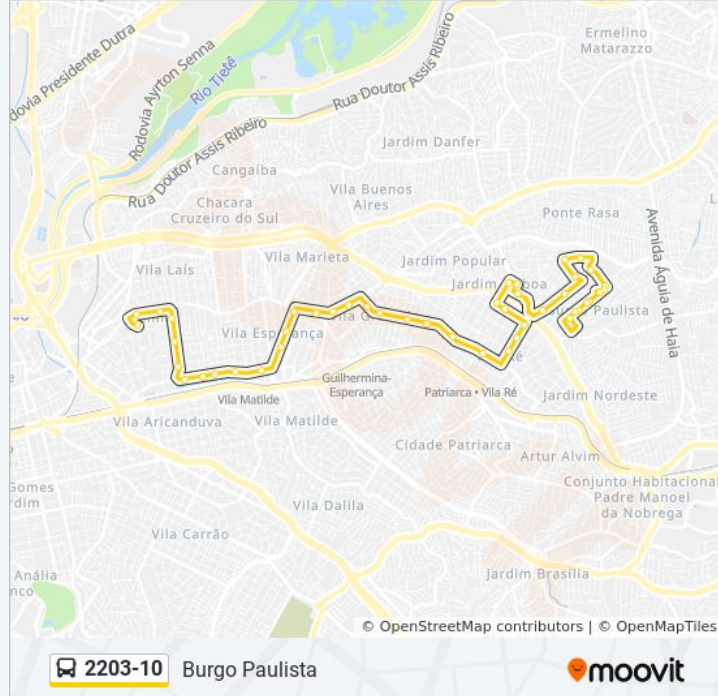 Rodovia Presidente Dutra
Rodovia Ayrton Senna
Rio Tietê
Rua Doutor Assis Ribeiro
Ermelino
Matarazzo
Rua Doutor Assis Ribeiro
Jardim Danfer
Cangaíba
Vila Buenos
Aires
Chacara
Cruzeiro do Sul
Ponte Rasa
Avenida Águia de Haia
Vila Marieta
Jardim Popular
Vila Laís
Jardim
boa
Paulista
Vila Esperança
Guilhermina-
Esperança
Patriarca • Vila Ré
Vila Matilde
Jardim Nordeste
Vila Aricanduva
Vila Matilde
Cidade Patriarca
Artur Alvim
Gomes
Conjunto Habitacional
Padre Manoel
da Nobrega
Vila Dalila
Vila Carrão
Jardim Brasília
Anália
© OpenStreetMap contributors | © OpenMapTiles
2203-10 Burgo Paulista
moovit